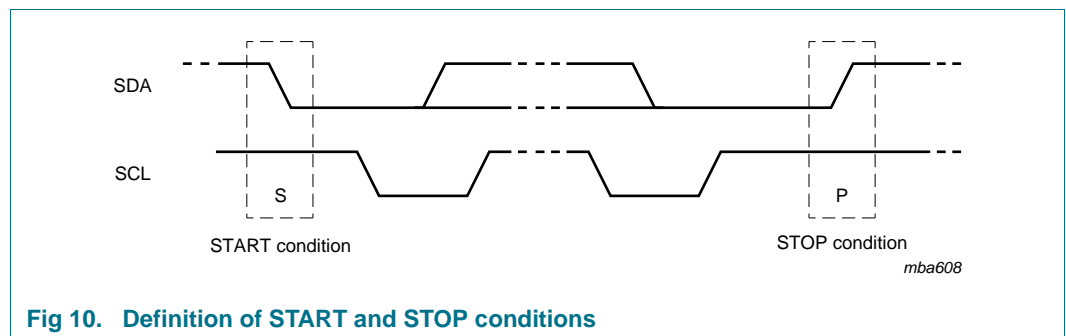 SDA
SCL
S
P
START condition
STOP condition
mba608
Fig 10. Definition of START and STOP conditions